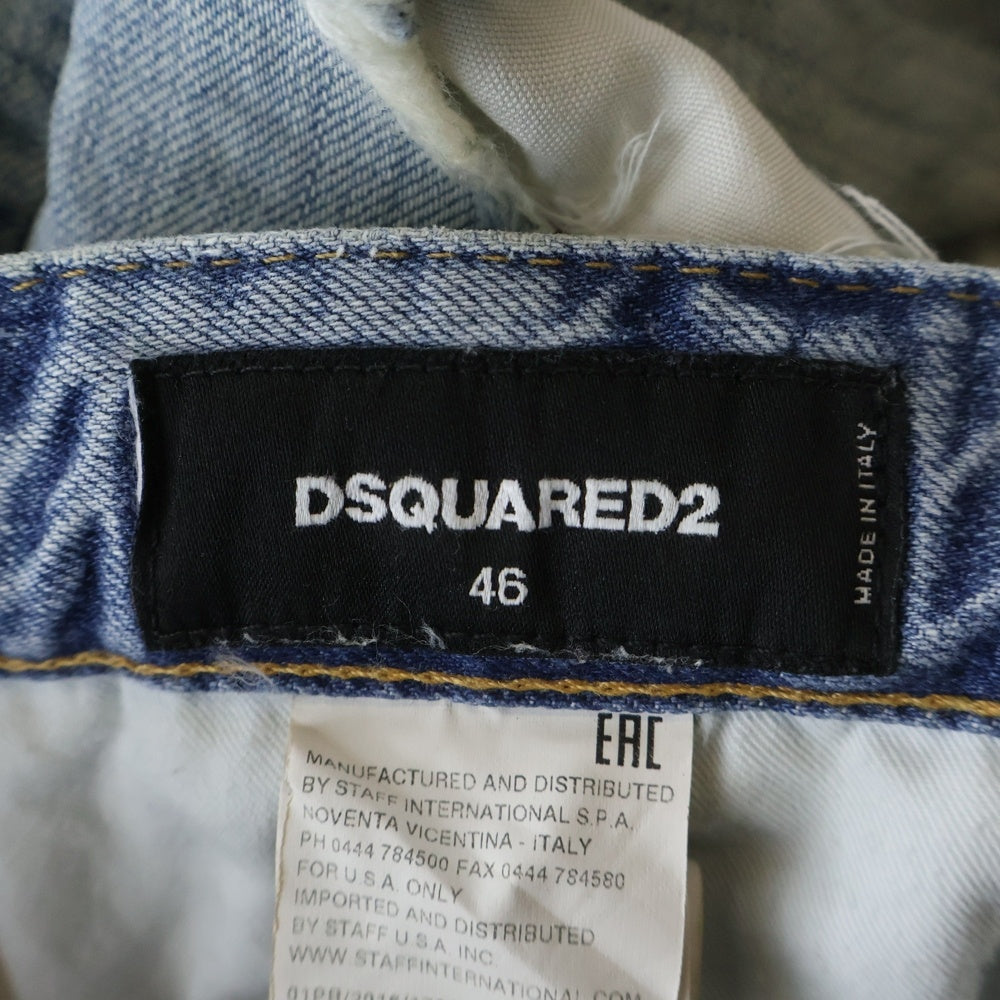 DSQUARED2
46
MADE IN ITALY
EAC
MANUFACTURED AND DISTRIBUTED
BY STAFF INTERNATIONAL S.P.A.
NOVENTA VICENTINA - ITALY
PH 0444 784500 FAX 0444 784580
FOR U.S.A. ONLY
IMPORTED AND DISTRIBUTED
BY STAFF U.S.A. INC.
WWW.STAFFINTERNATIONAL.COM